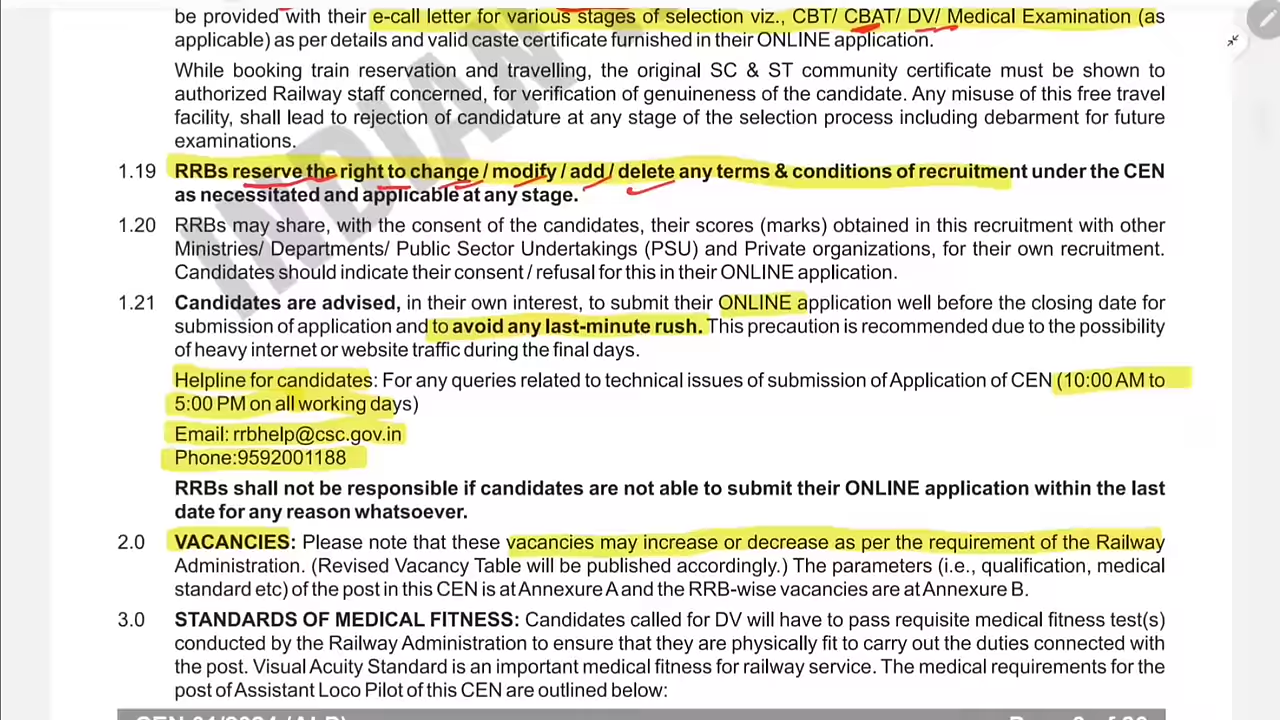 be provided with their e-call letter for various stages of selection viz., CBT/ CBAT/ DV/ Medical Examination (as
applicable) as per details and valid caste certificate furnished in their ONLINE application.
While booking train reservation and travelling, the original SC & ST community certificate must be shown to
authorized Railway staff concerned, for verification of genuineness of the candidate. Any misuse of this free travel
facility, shall lead to rejection of candidature at any stage of the selection process including debarment for future
examinations.
1.19 RRBs reserve the right to change / modify / add / delete any terms & conditions of recruitment under the CEN
as necessitated and applicable at any stage.
1.20 RRBs may share, with the consent of the candidates, their scores (marks) obtained in this recruitment with other
Ministries/ Departments/ Public Sector Undertakings (PSU) and Private organizations, for their own recruitment.
Candidates should indicate their consent / refusal for this in their ONLINE application.
1.21 Candidates are advised, in their own interest, to submit their ONLINE application well before the closing date for
submission of application and to avoid any last-minute rush. This precaution is recommended due to the possibility
of heavy internet or website traffic during the final days.
Helpline for candidates: For any queries related to technical issues of submission of Application of CEN (10:00 AM to
5:00 PM on all working days)
Email: rrbhelp@csc.gov.in
Phone:9592001188
RRBs shall not be responsible if candidates are not able to submit their ONLINE application within the last
date for any reason whatsoever.
2.0 VACANCIES: Please note that these vacancies may increase or decrease as per the requirement of the Railway
Administration. (Revised Vacancy Table will be published accordingly.) The parameters (i.e., qualification, medical
standard etc) of the post in this CEN is at Annexure A and the RRB-wise vacancies are at Annexure B.
3.0 STANDARDS OF MEDICAL FITNESS: Candidates called for DV will have to pass requisite medical fitness test(s)
conducted by the Railway Administration to ensure that they are physically fit to carry out the duties connected with
the post. Visual Acuity Standard is an important medical fitness for railway service. The medical requirements for the
post of Assistant Loco Pilot of this CEN are outlined below:
INDIAN